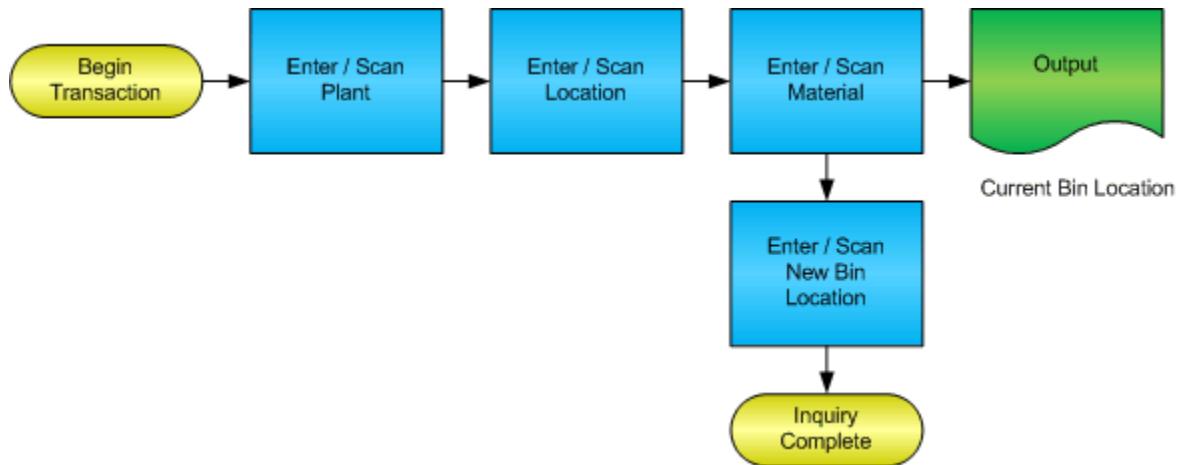 Begin
Transaction
Enter / Scan
Plant
Enter / Scan
Location
Enter / Scan
Material
Output
Current Bin Location
Enter / Scan
New Bin
Location
Inquiry
Complete